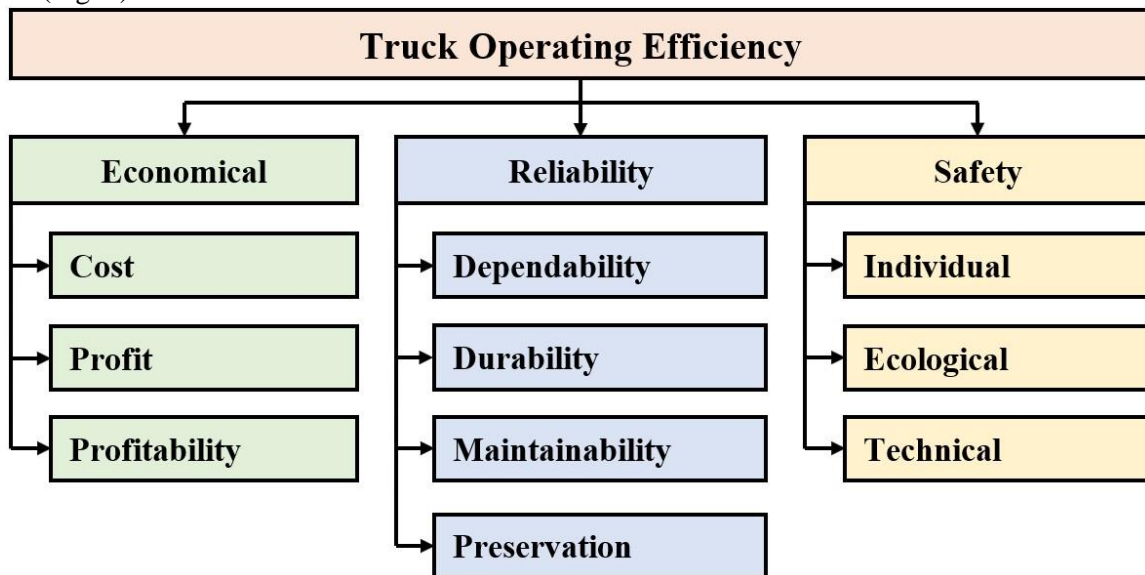 Truck Operating Efficiency
Economical
Cost
Profit
Profitability
Reliability
Dependability
Durability
Maintainability
Preservation
Safety
Individual
Ecological
Technical